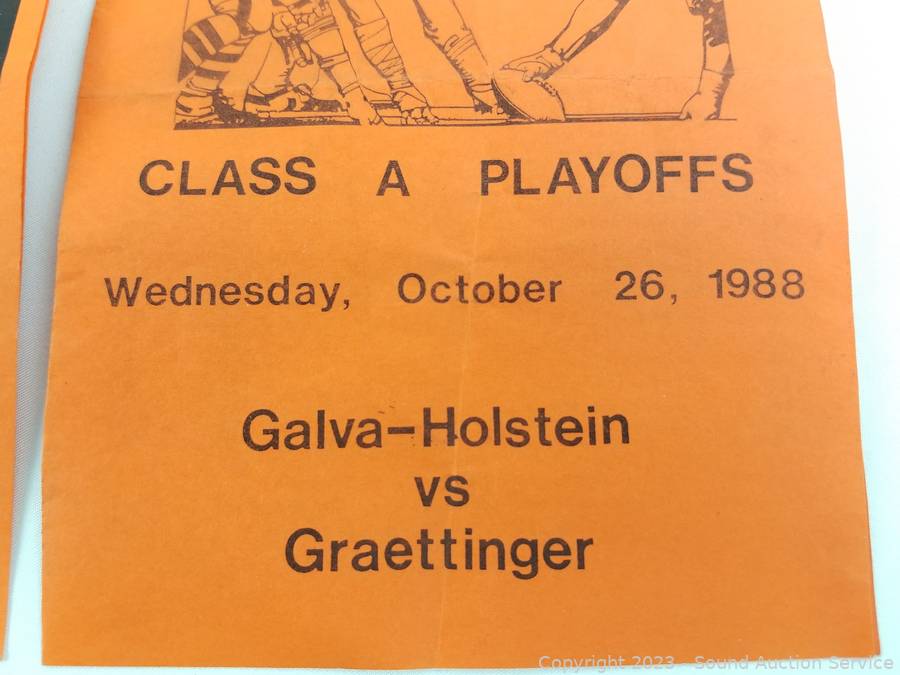 CLASS A PLAYOFFS
Wednesday, October 26, 1988
Galva-Holstein
vs
Graettinger
Copyright 2023 - Sound Auction Service